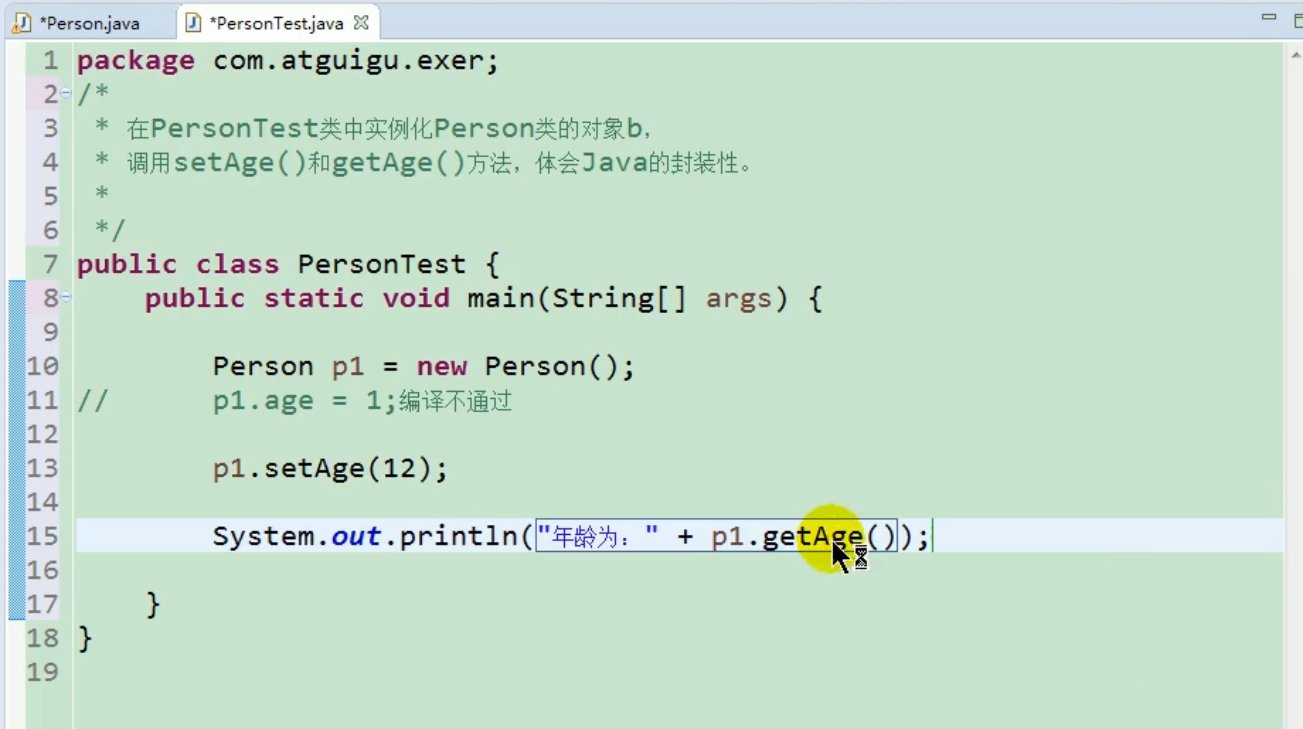 *Person.java
*PersonTest.java
1 package com.atguigu.exer;
2 /*
3 * 在PersonTest类中实例化Person类的对象b，
4 * 调用setAge()和getAge()方法，体会Java的封装性。
5 *
6 */
7 public class PersonTest {
8 public static void main(String[] args) {
9
10 Person p1 = new Person();
11 // p1.age = 1;编译不通过
12
13 p1.setAge(12);
14
15 System.out.println("年龄为：" + p1.getAge());
16
17 }
18 }
19